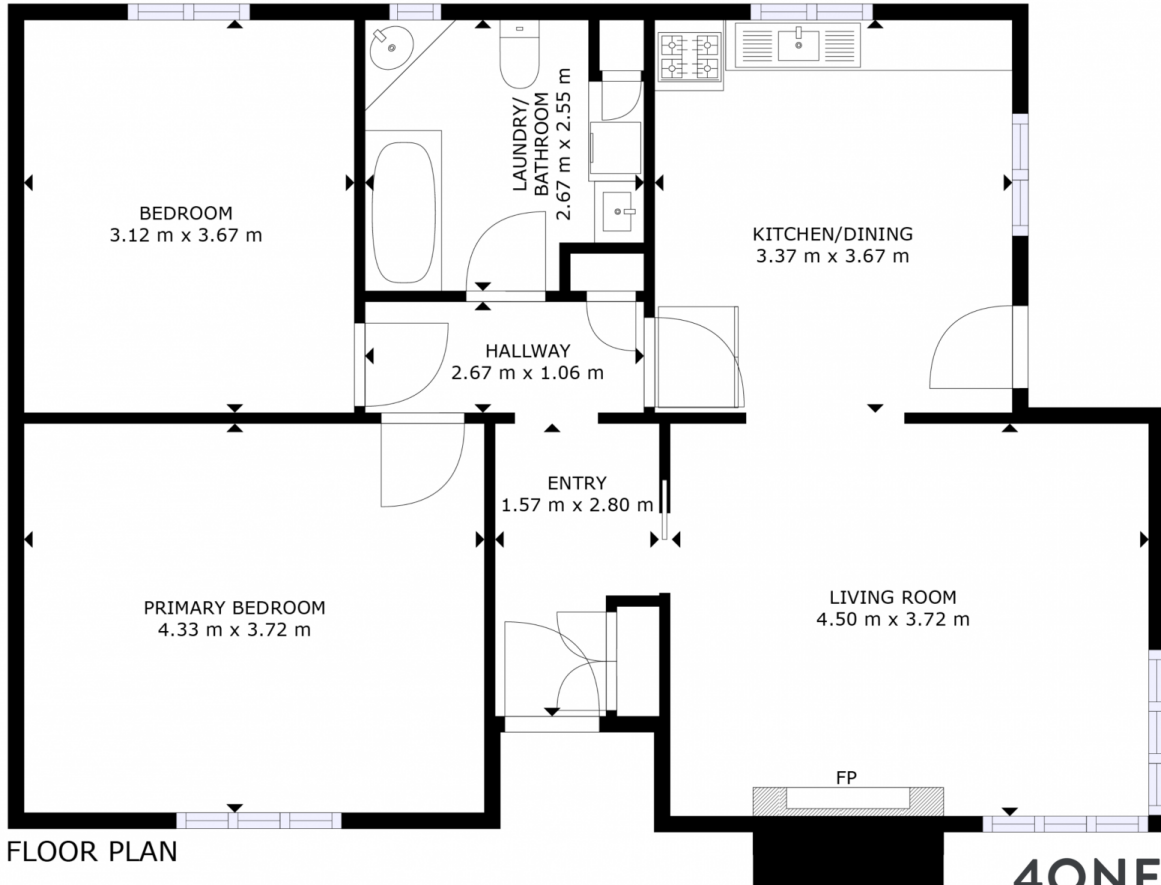 BEDROOM
3.12 m x 3.67 m
LAUNDRY/
BATHROOM
2.67 m x 2.55 m
KITCHEN/DINING
3.37 m x 3.67 m
HALLWAY
2.67 m x 1.06 m
ENTRY
1.57 m x 2.80 m
PRIMARY BEDROOM
4.33 m x 3.72 m
LIVING ROOM
4.50 m x 3.72 m
FP
FLOOR PLAN
4ONE